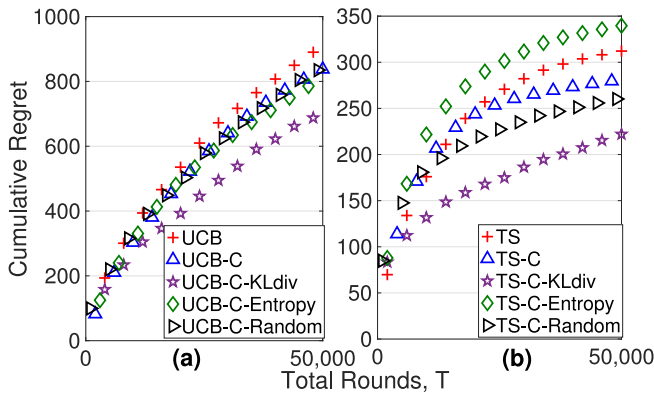 Cumulative Regret
1000
800
600
400
200
0
0
50,000
UCB
UCB-C
UCB-C-KLdiv
UCB-C-Entropy
UCB-C-Random
(a)
350
300
250
200
150
100
50
0
0
50,000
TS
TS-C
TS-C-KLdiv
TS-C-Entropy
TS-C-Random
(b)
Total Rounds, T